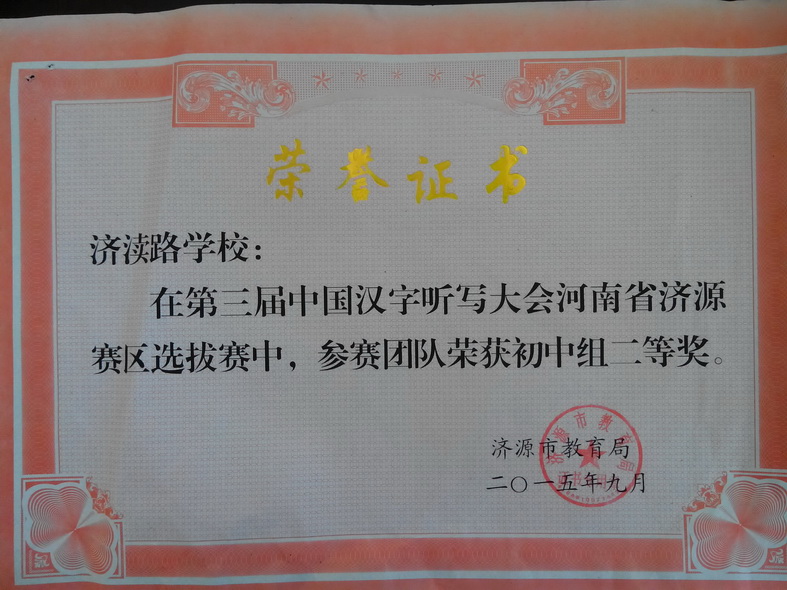 荣誉证书
济渎路学校：
在第三届中国汉字听写大会河南省济源
赛区选拔赛中，参赛团队荣获初中组二等奖。
济源市教育局
二〇一五年九月